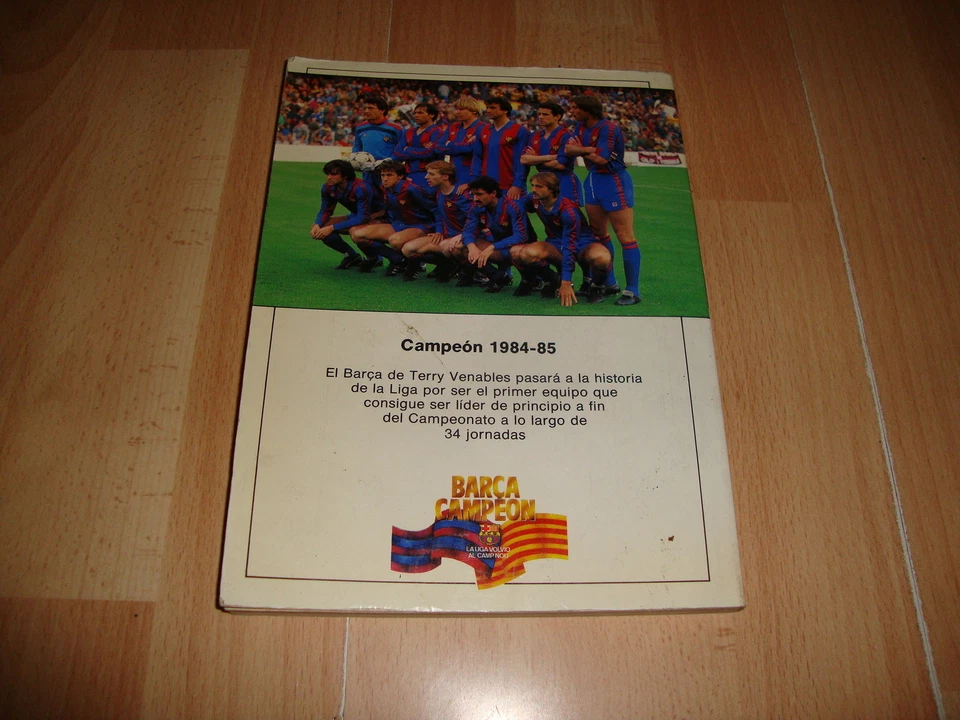 Campeón 1984-85
El Barça de Terry Venables pasará a la historia
de la Liga por ser el primer equipo que
consigue ser líder de principio a fin
del Campeonato a lo largo de
34 jornadas
BARÇA
CAMPEÓN
LA LIGA VOLVIO
AL CAMP NOU